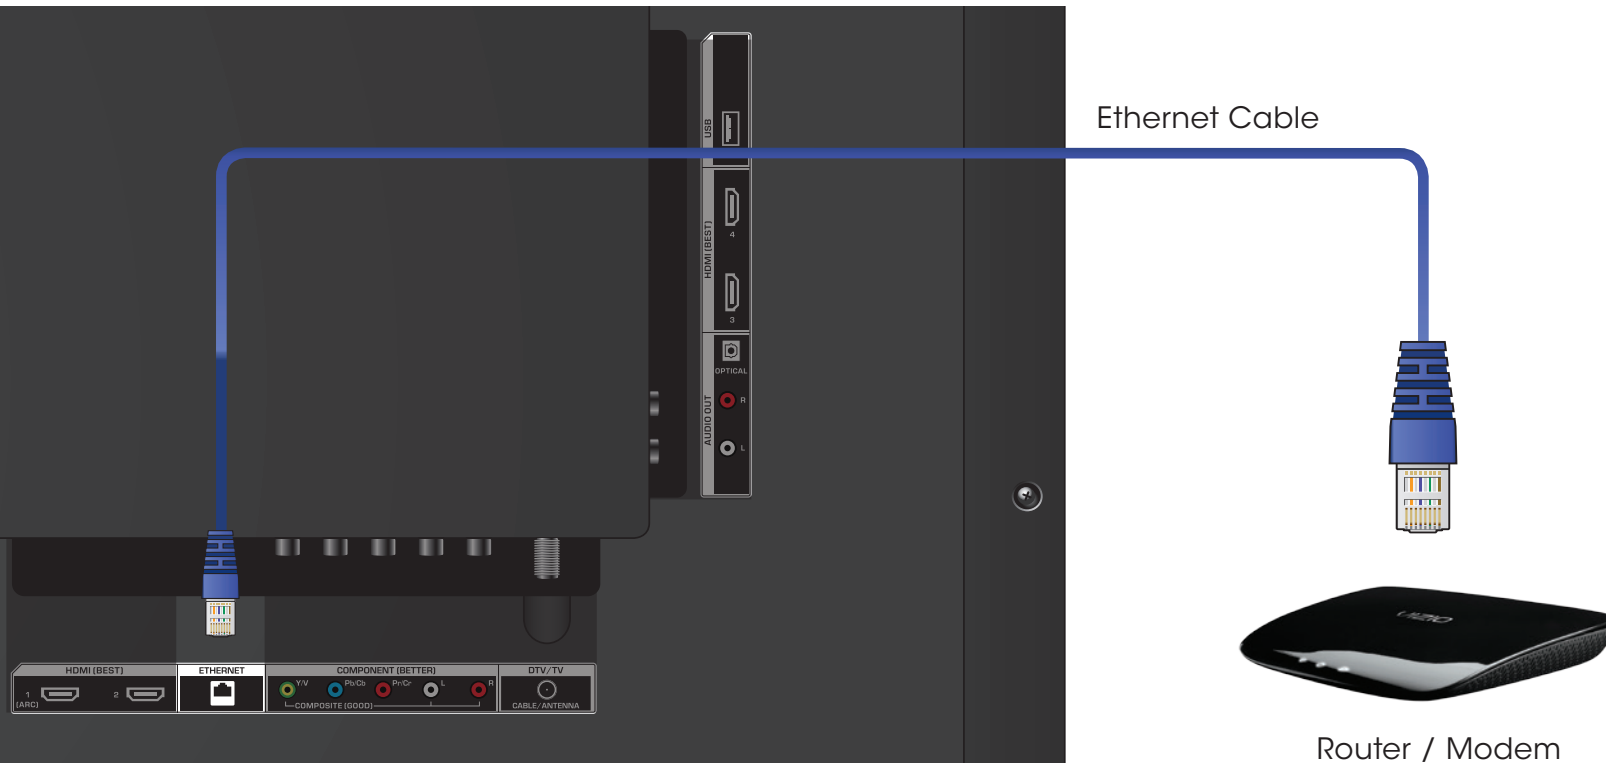 Ethernet Cable
USB
HDMI (BEST)
4
3
OPTICAL
AUDIO OUT
R
L
VIZIO
HDMI (BEST)
1
(ARC)
2
ETHERNET
COMPONENT (BETTER)
Y/V
Pb/Cb
Pr/Cr
L
R
COMPOSITE (GOOD)
DTV/TV
CABLE/ANTENNA
Router / Modem